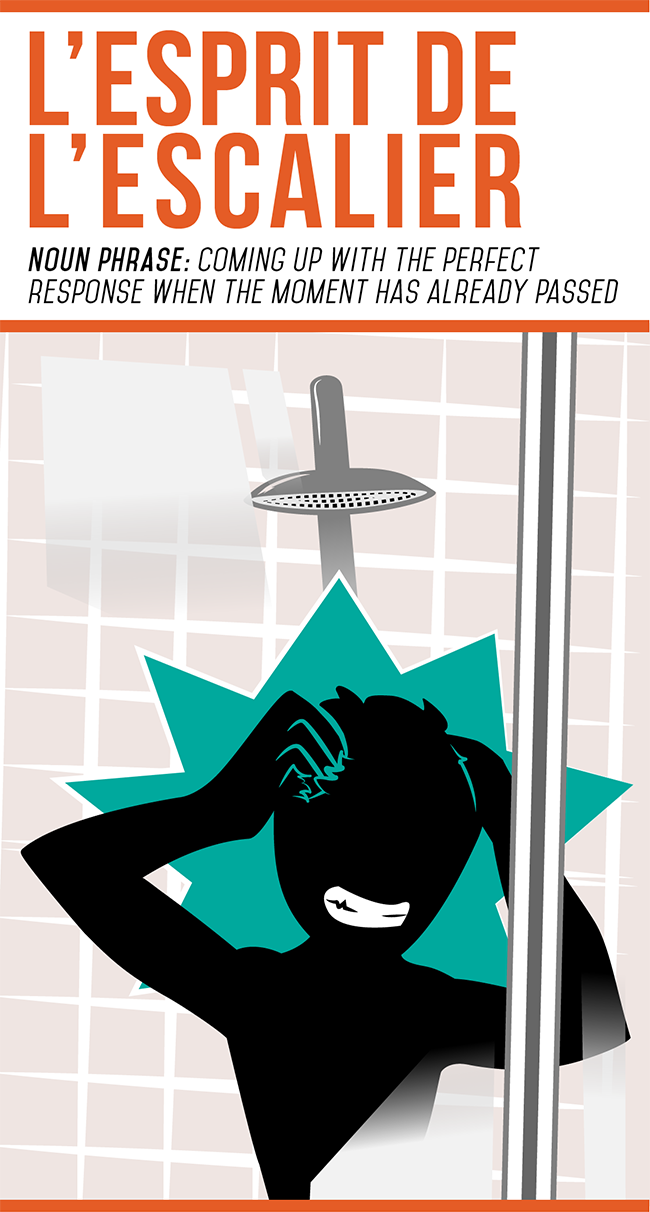 L'ESPRIT DE
L'ESCALIER
NOUN PHRASE: COMING UP WITH THE PERFECT
RESPONSE WHEN THE MOMENT HAS ALREADY PASSED